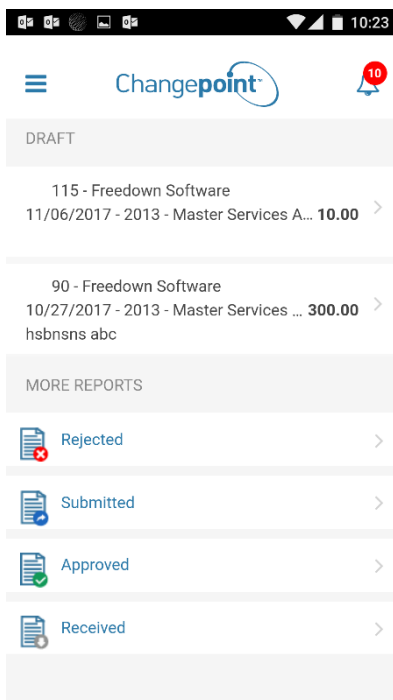 10:23
Changepoint™
10
DRAFT
115 - Freedown Software
11/06/2017 - 2013 - Master Services A... 10.00
90 - Freedown Software
10/27/2017 - 2013 - Master Services ... 300.00
hsbnsns abc
MORE REPORTS
Rejected
Submitted
Approved
Received